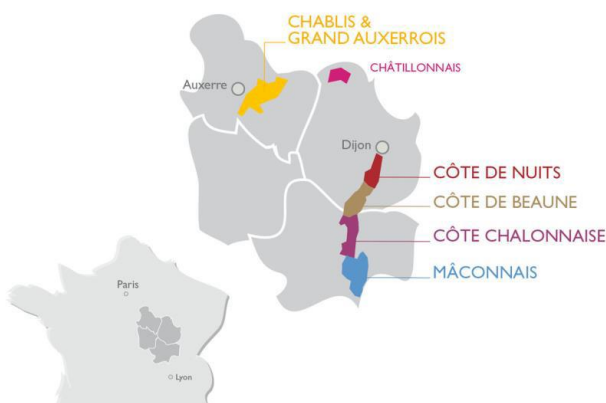 CHABLIS &
GRAND AUXERROIS
CHÂTILLONNAIS
Auxerre
Dijon
CÔTE DE NUITS
CÔTE DE BEAUNE
CÔTE CHALONNAISE
MÂCONNAIS
Paris
Lyon